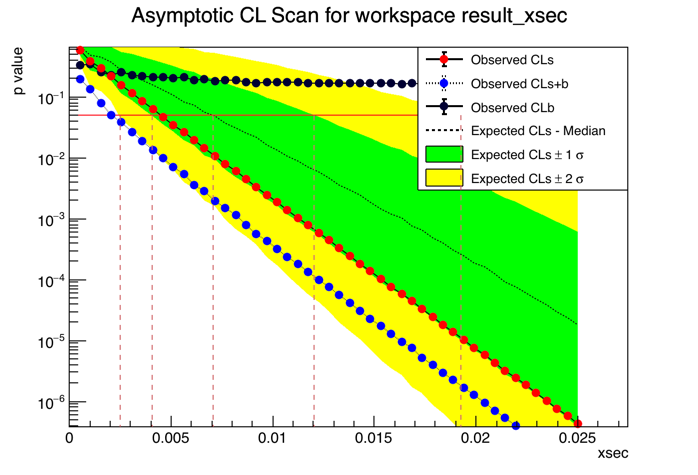 Asymptotic CL Scan for workspace result_xsec
p value
Observed CLs
Observed CLs+b
Observed CLb
Expected CLs - Median
Expected CLs ± 1 σ
Expected CLs ± 2 σ
10⁻¹
10⁻²
10⁻³
10⁻⁴
10⁻⁵
10⁻⁶
0 0.005 0.01 0.015 0.02 0.025
xsec